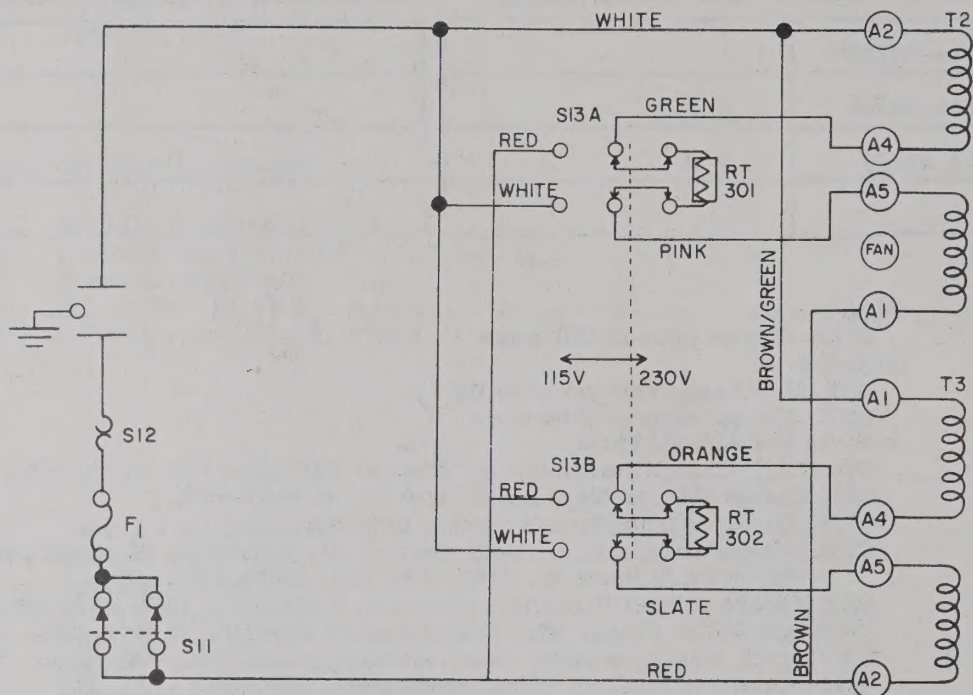 WHITE
A2
T2
S13A
GREEN
RED
A4
RT
301
A5
WHITE
PINK
FAN
A1
BROWN/GREEN
115V
230V
A1
T3
S12
S13B
ORANGE
RED
F1
RT
302
A4
WHITE
A5
SLATE
S11
BROWN
RED
A2